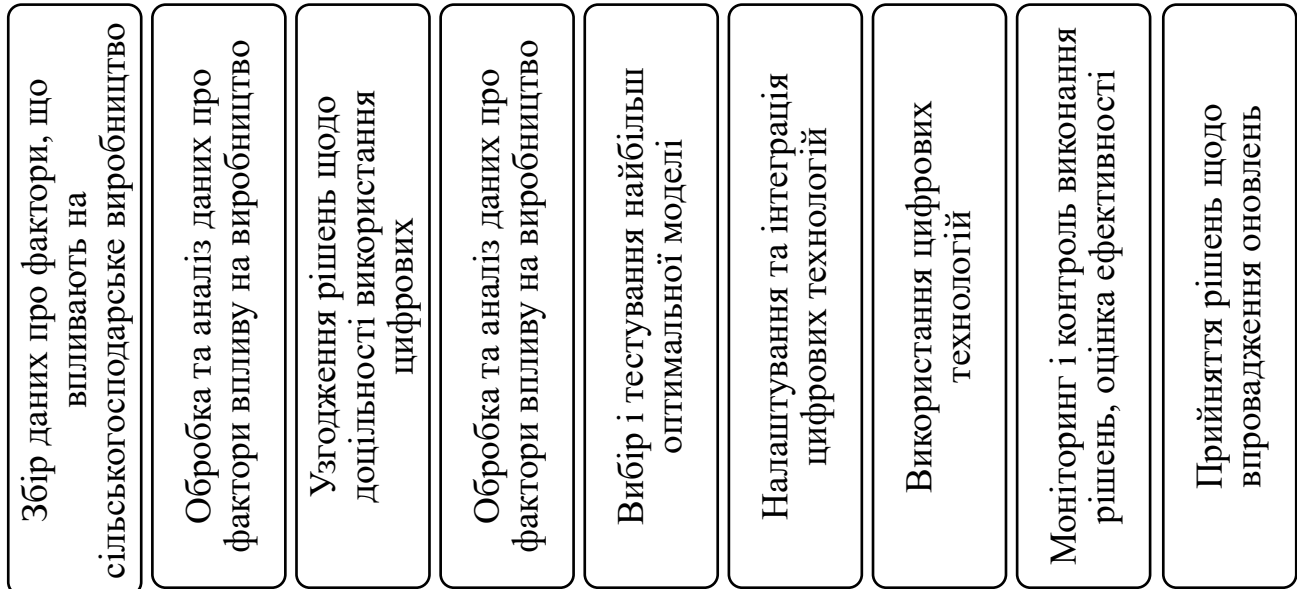 Збір даних про фактори, що
впливають на
сільськогосподарське виробництво
Обробка та аналіз даних про
фактори впливу на виробництво
Узгодження рішень щодо
доцільності використання
цифрових
Обробка та аналіз даних про
фактори впливу на виробництво
Вибір і тестування найбільш
оптимальної моделі
Налаштування та інтеграція
цифрових технологій
Використання цифрових
технологій
Моніторинг і контроль виконання
рішень, оцінка ефективності
Прийняття рішень щодо
впровадження оновлень